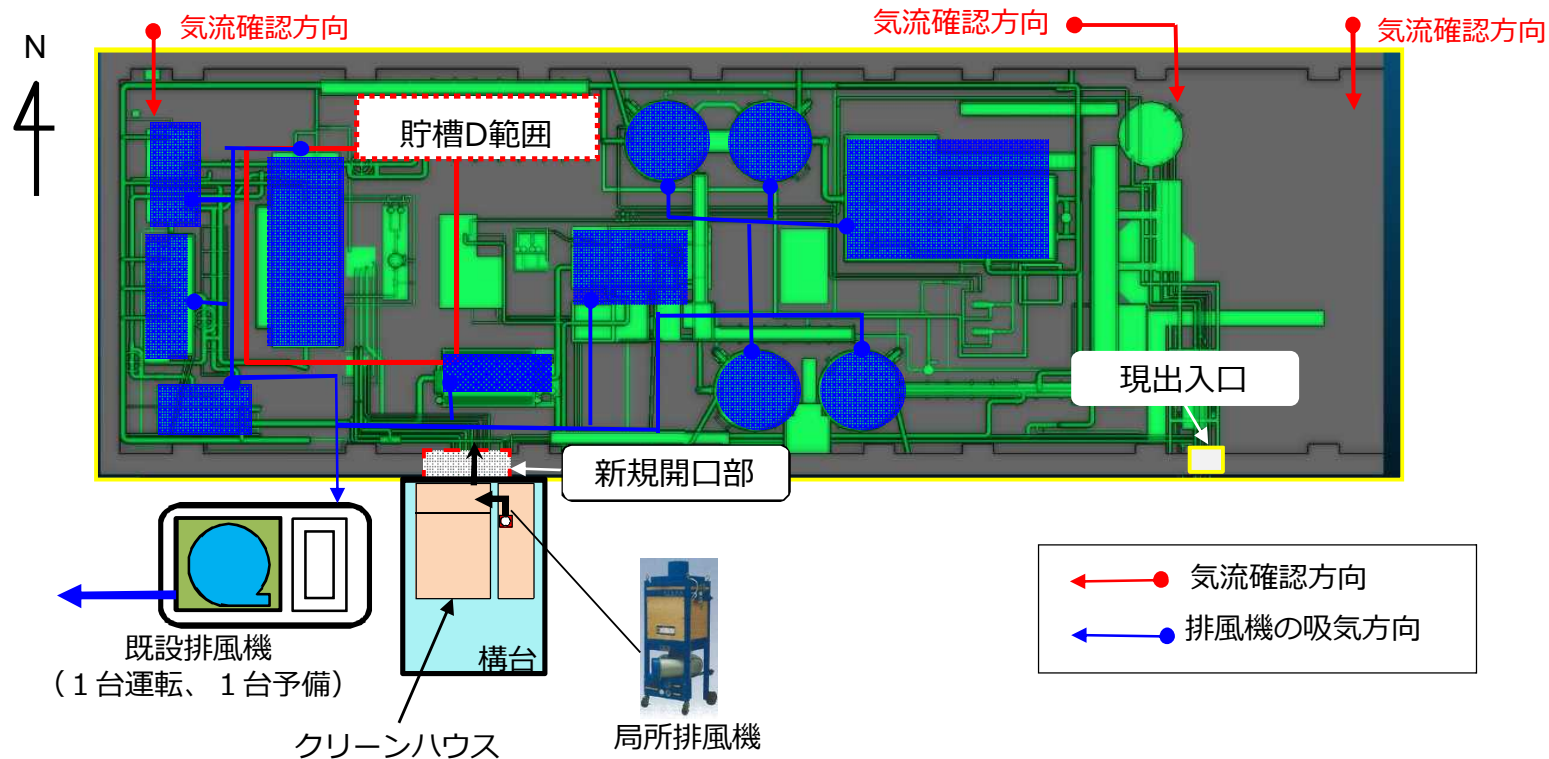 気流確認方向
気流確認方向
気流確認方向
N
貯槽D範囲
現出入口
新規開口部
既設排風機
（１台運転、１台予備）
構台
クリーンハウス
局所排風機
気流確認方向
排風機の吸気方向